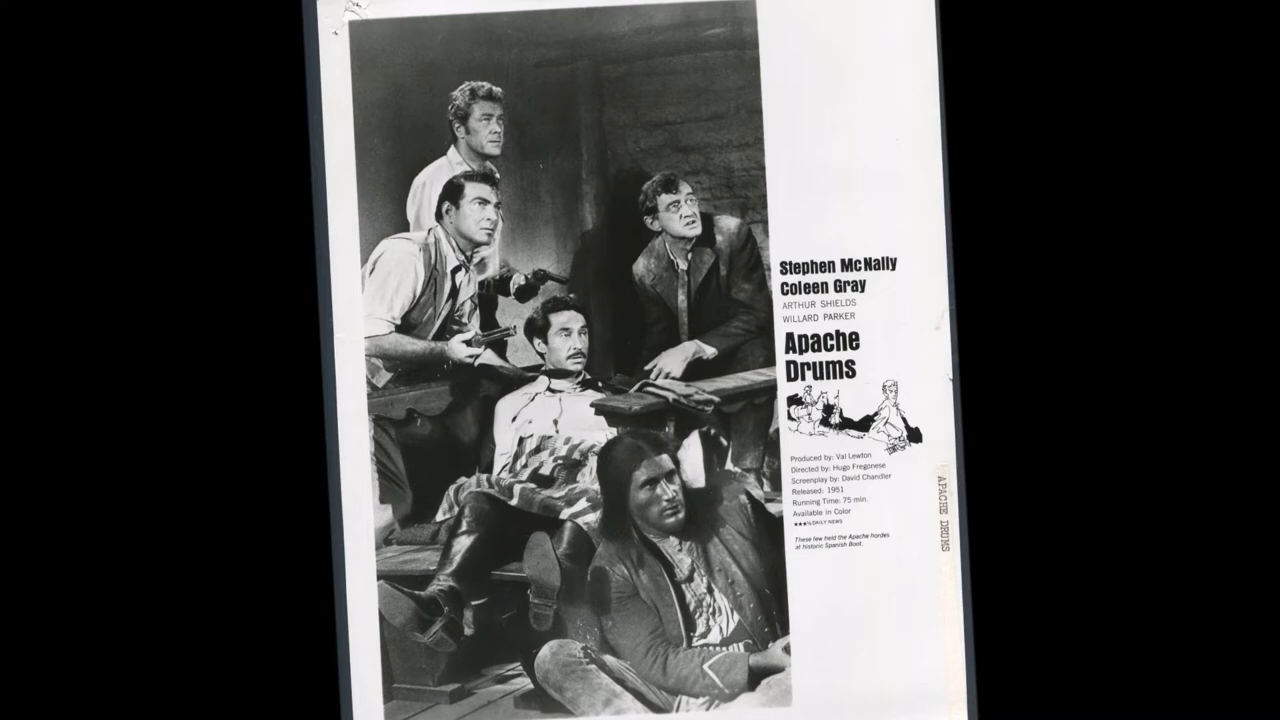 Stephen McNally
Coleen Gray
ARTHUR SHIELDS
WILLARD PARKER
Apache
Drums
Produced by: Val Lewton
Directed by: Hugo Fregonese
Screenplay by: David Chandler
Released: 1951
Running Time: 75 min.
Available in Color
★★★½ DAILY NEWS
These few held the Apache hordes
at historic Spanish Boot.
APACHE DRUMS